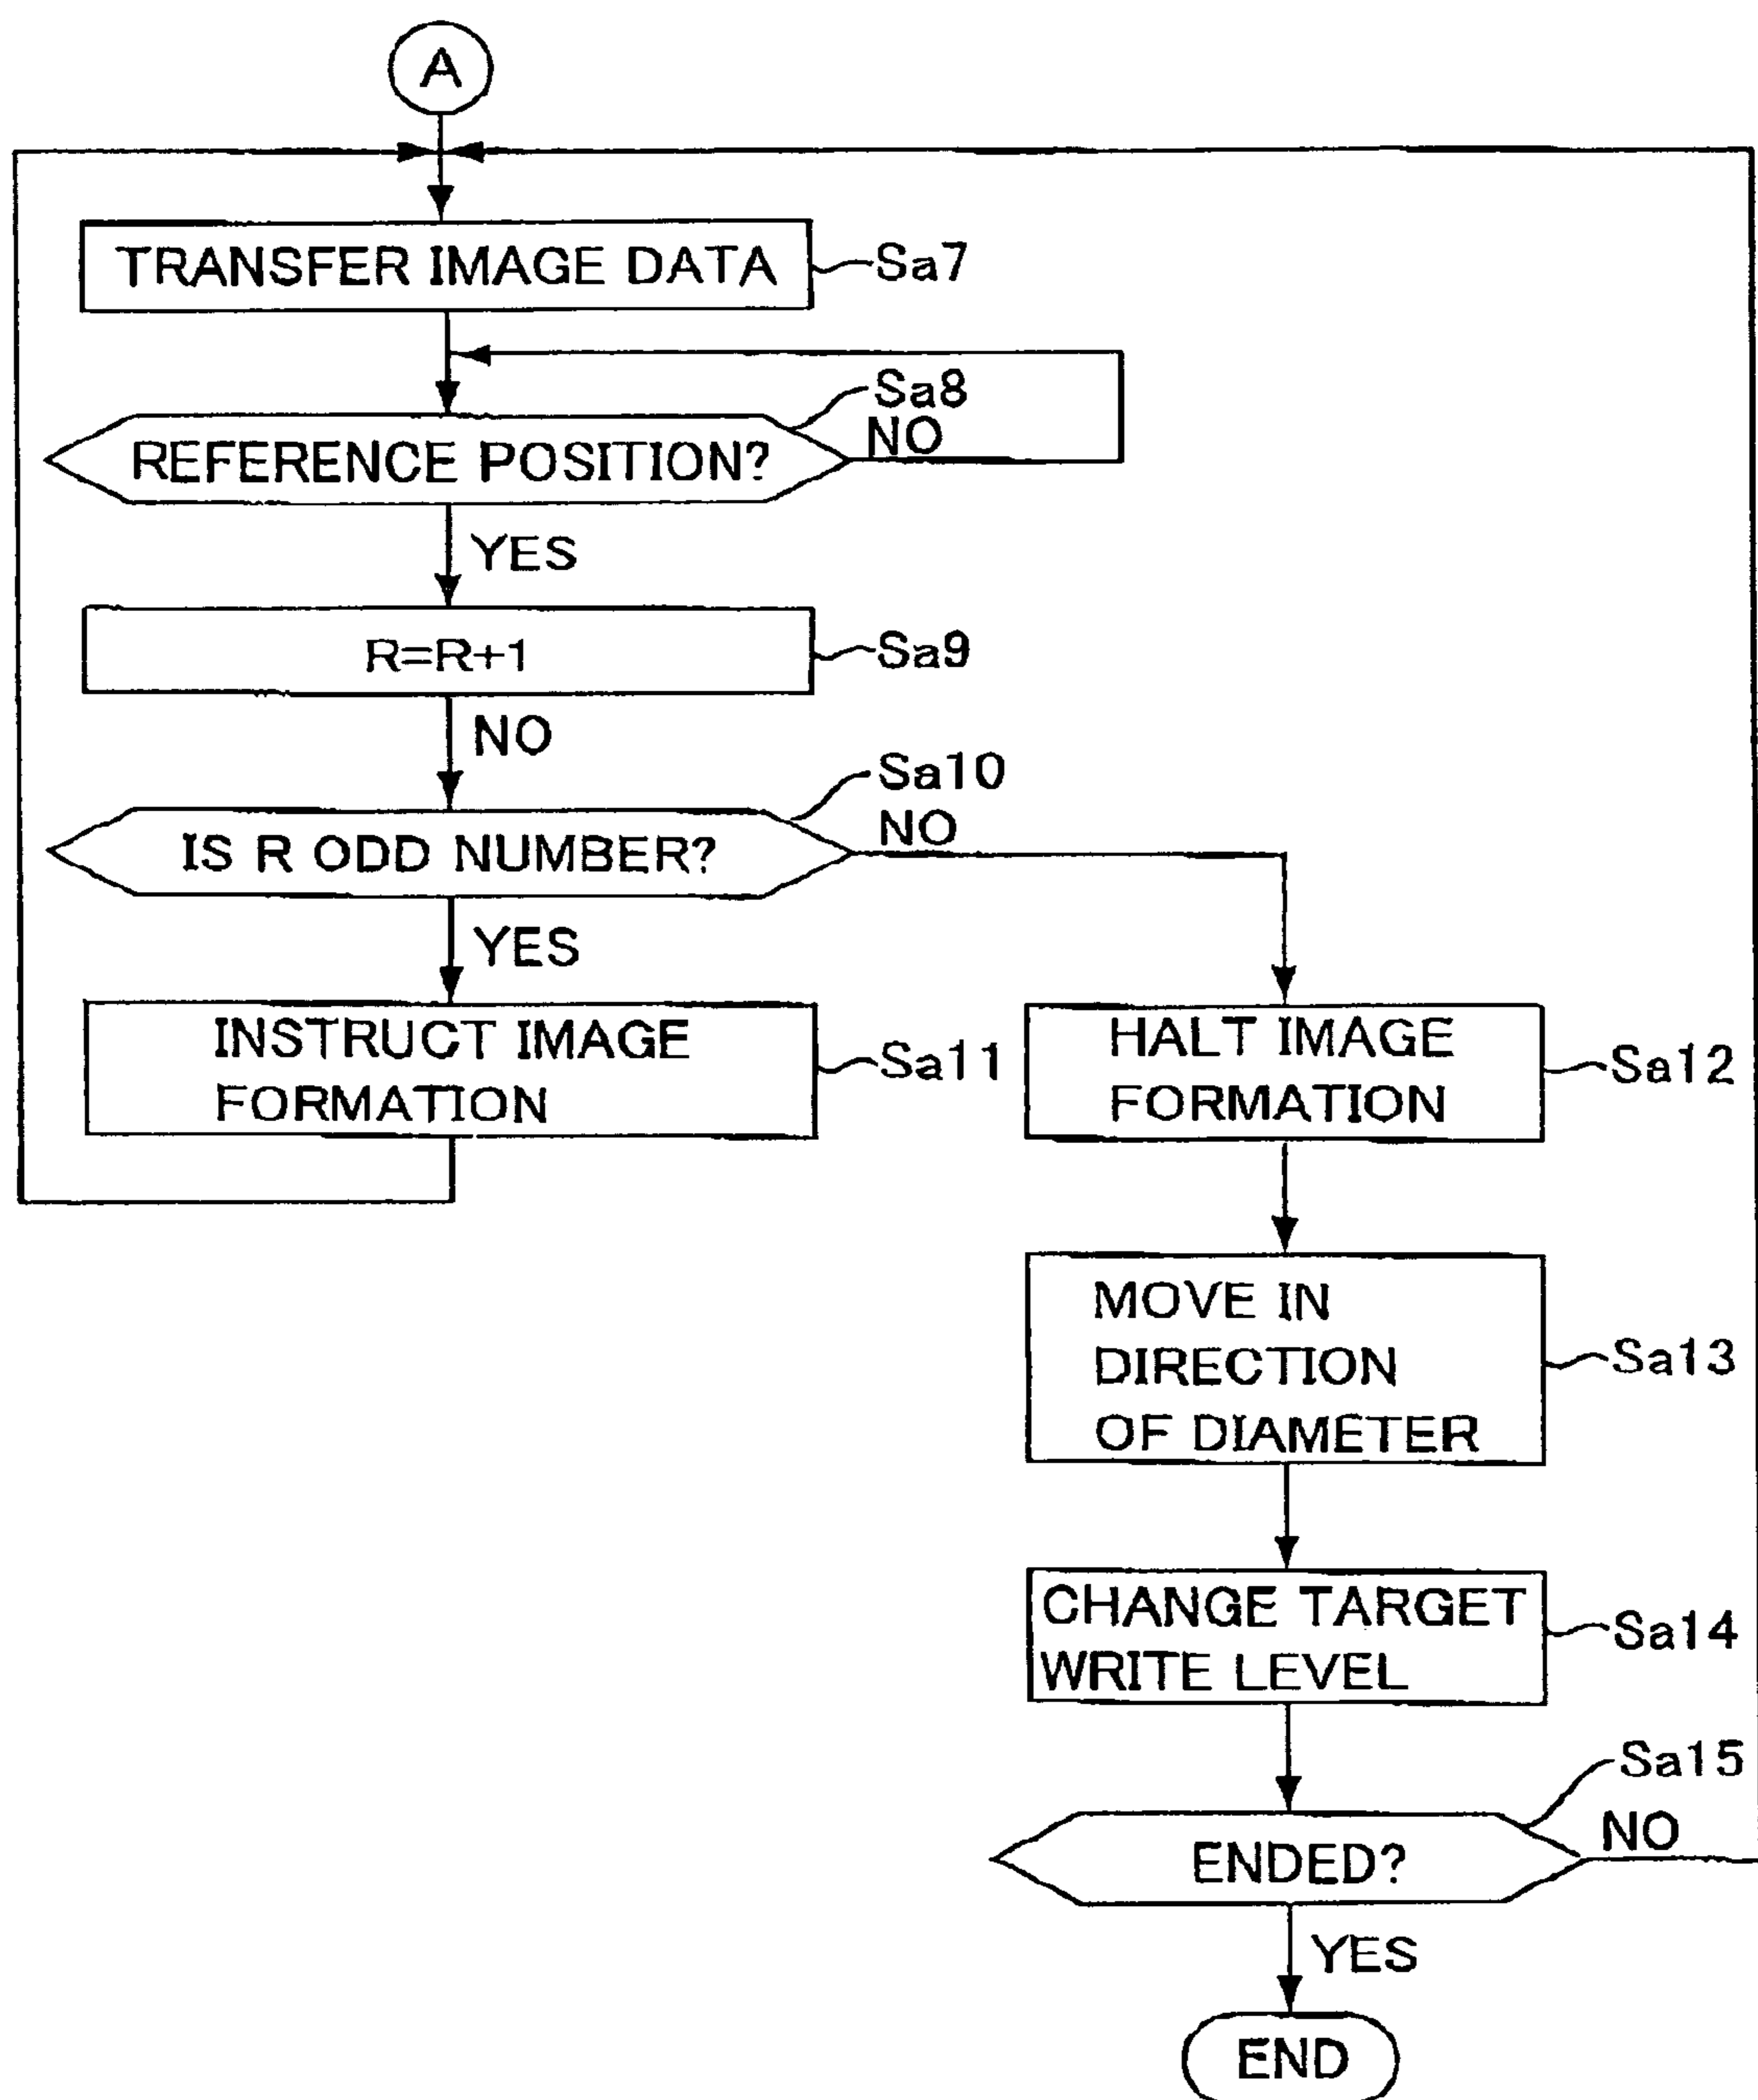 A
TRANSFER IMAGE DATA
Sa7
Sa8
NO
REFERENCE POSITION?
YES
R=R+1
Sa9
NO
Sa10
NO
IS R ODD NUMBER?
YES
INSTRUCT IMAGE
FORMATION
Sa11
HALT IMAGE
FORMATION
Sa12
MOVE IN
DIRECTION
OF DIAMETER
Sa13
CHANGE TARGET
WRITE LEVEL
Sa14
Sa15
NO
ENDED?
YES
END